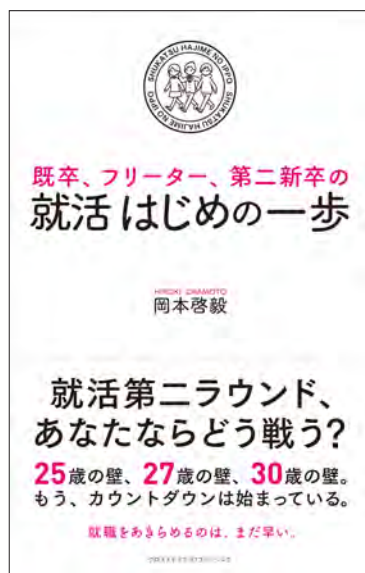 SHUKATSU HAJIME NO IPPO SHUKATSU HAJIME NO IPPO
既卒、フリーター、第二新卒の
就活 はじめの一歩
HIROKI OKAMOTO
岡本啓毅
就活第二ラウンド、
あなたならどう戦う?
25歳の壁、27歳の壁、30歳の壁。
もう、カウントダウンは始まっている。
就職をあきらめるのは、まだ早い。